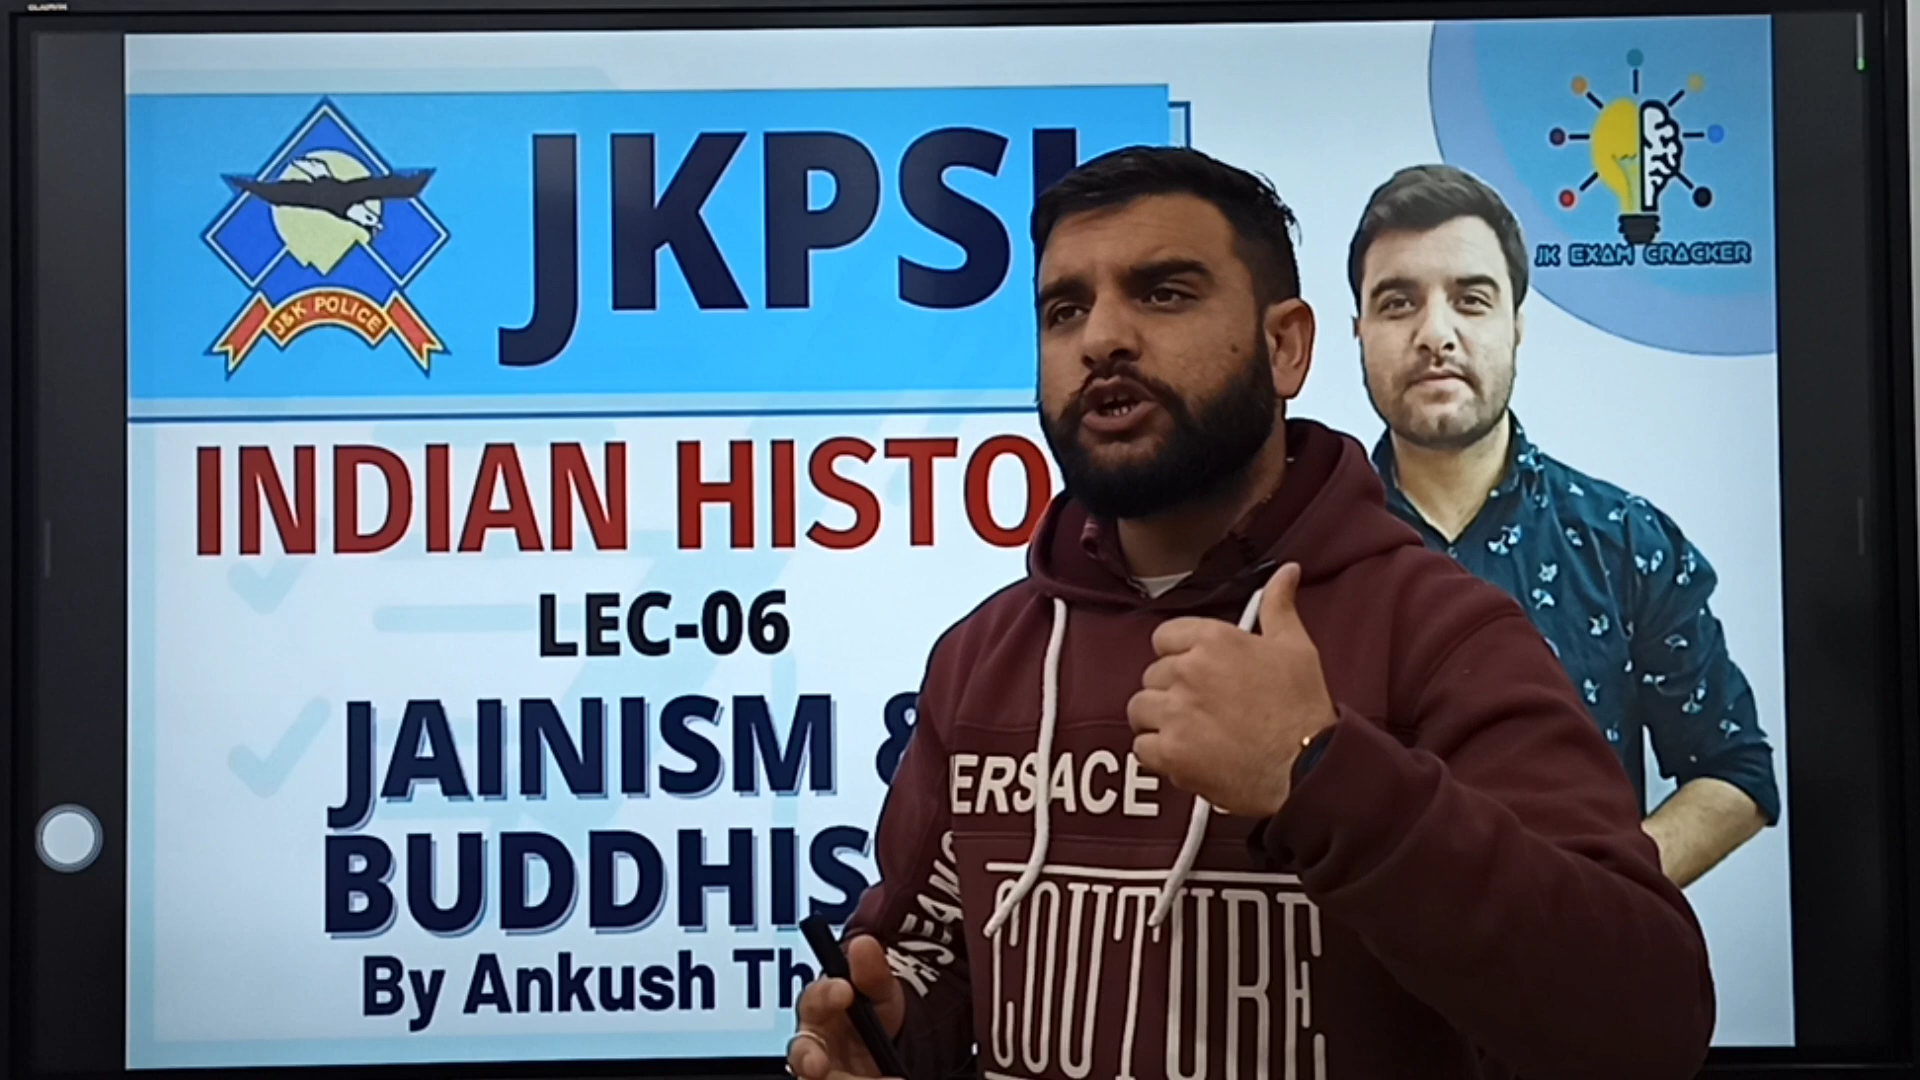 JKPSI
J&K POLICE
JK EXAM CRACKER
INDIAN HISTO
LEC-06
JAINISM &
BUDDHIS
By Ankush Th
ERSACE
COUTURE